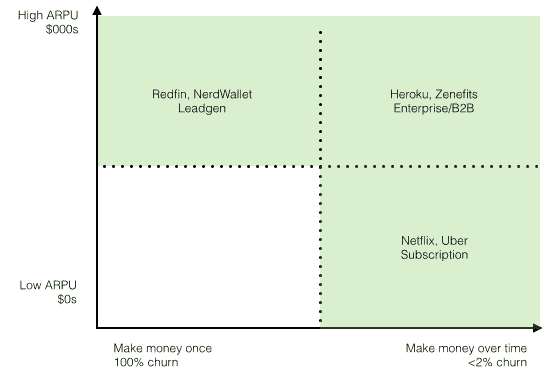 High ARPU
$000s
Redfin, NerdWallet
Leadgen
Heroku, Zenefits
Enterprise/B2B
Netflix, Uber
Subscription
Low ARPU
$0s
Make money once
100% churn
Make money over time
<2% churn